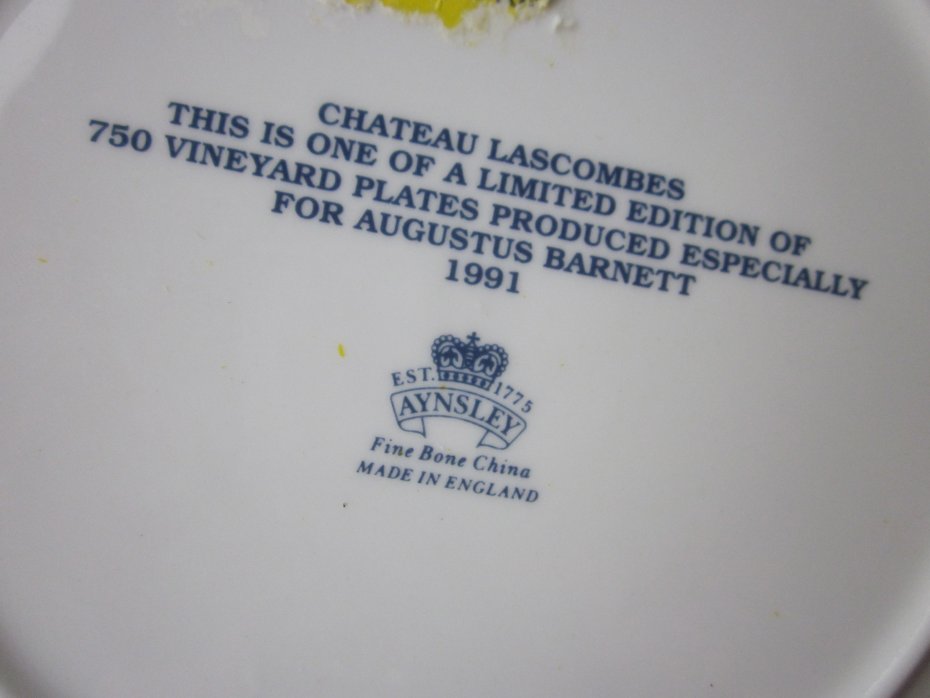 CHATEAU LASCOMBES
THIS IS ONE OF A LIMITED EDITION OF
750 VINEYARD PLATES PRODUCED ESPECIALLY
FOR AUGUSTUS BARNETT
1991
EST. 1775
AYNSLEY
Fine Bone China
MADE IN ENGLAND